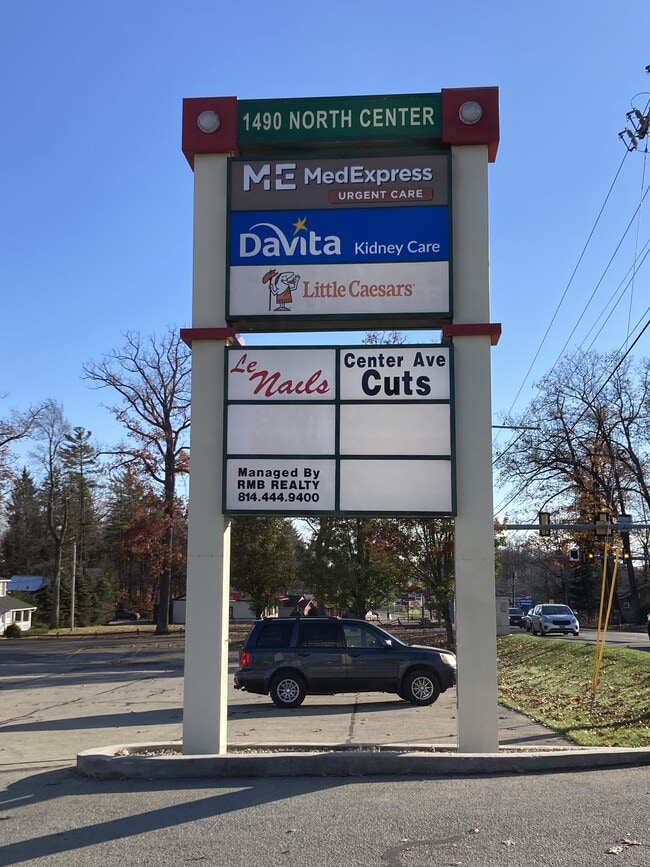 1490 NORTH CENTER
ME MedExpress
URGENT CARE
DaVita Kidney Care
Little Caesars
Le Nails
Center Ave
Cuts
Managed By
RMB REALTY
814.444.9400